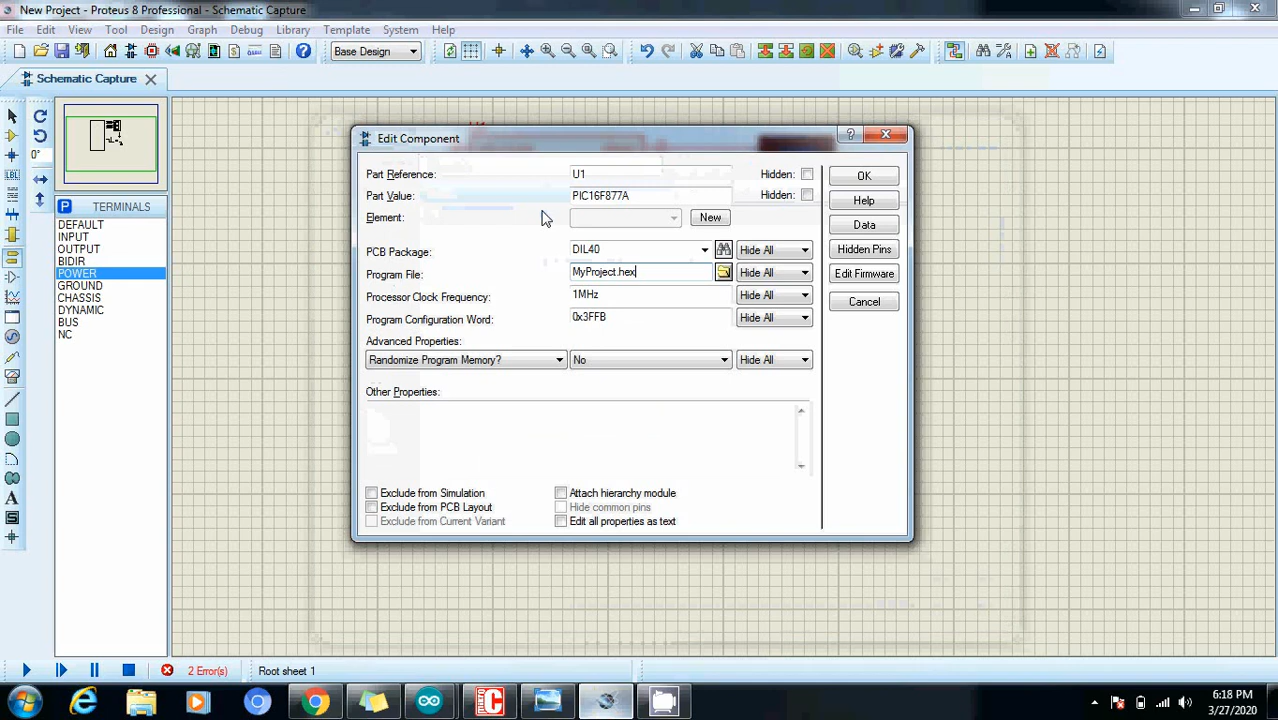 New Project - Proteus 8 Professional - Schematic Capture
File Edit View Tool Design Graph Debug Library Template System Help
Base Design
Schematic Capture
0°
P TERMINALS
DEFAULT
INPUT
OUTPUT
BIDIR
POWER
GROUND
CHASSIS
DYNAMIC
BUS
NC
Edit Component
Part Reference: U1 Hidden:
Part Value: PIC16F877A Hidden:
Element: New
PCB Package: DIL40 Hide All
Program File: MyProject.hex Hide All
Processor Clock Frequency: 1MHz Hide All
Program Configuration Word: 0x3FFB Hide All
Advanced Properties:
Randomize Program Memory? No Hide All
Other Properties:
Exclude from Simulation
Exclude from PCB Layout
Exclude from Current Variant
Attach hierarchy module
Hide common pins
Edit all properties as text
OK
Help
Data
Hidden Pins
Edit Firmware
Cancel
2 Error(s) Root sheet 1
6:18 PM
3/27/2020